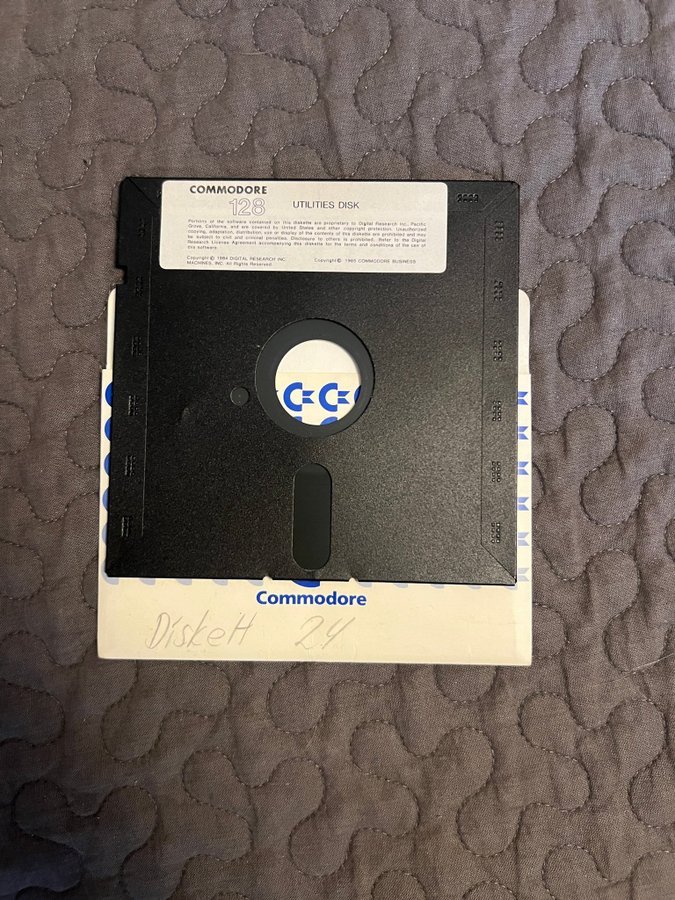 COMMODORE
128 UTILITIES DISK
Portions of the software contained on this diskette are proprietary to Digital Research Inc., Pacific
Grove, California, and are covered by United States and other copyright protection. Unauthorized
copying, adaptation, distribution, use or display of the contents of this diskette are prohibited and may
be subject to civil and criminal penalties. Disclosure to others is prohibited. Refer to the Digital
Research License Agreement accompanying this diskette for the terms and conditions of the use of
this software.
Copyright © 1984 DIGITAL RESEARCH INC. Copyright © 1985 COMMODORE BUSINESS
MACHINES, INC. All Rights Reserved.
Commodore
Diskett 24